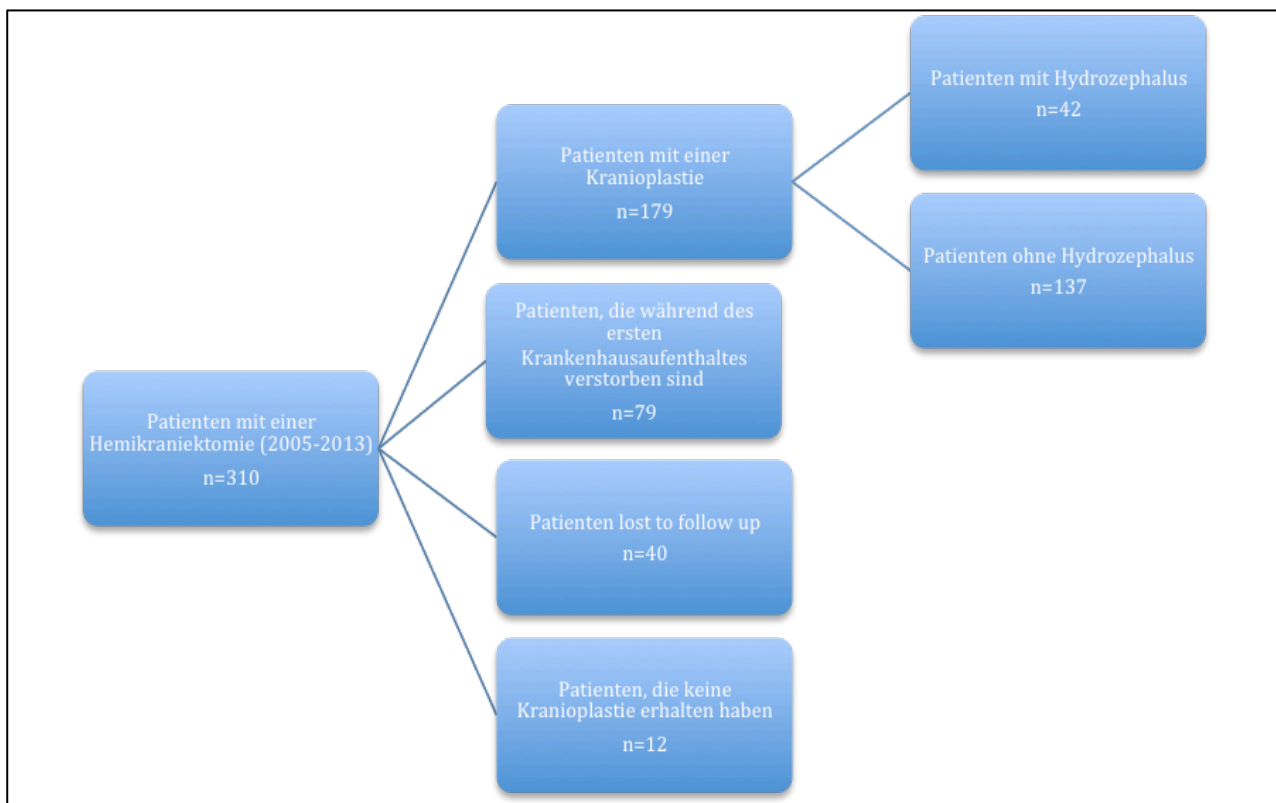 Patienten mit einer
Hemikraniektomie (2005-2013)
n=310
Patienten mit einer
Kranioplastie
n=179
Patienten, die während des
ersten
Krankenhausaufenthaltes
verstorben sind
n=79
Patienten lost to follow up
n=40
Patienten, die keine
Kranioplastie erhalten haben
n=12
Patienten mit Hydrozephalus
n=42
Patienten ohne Hydrozephalus
n=137